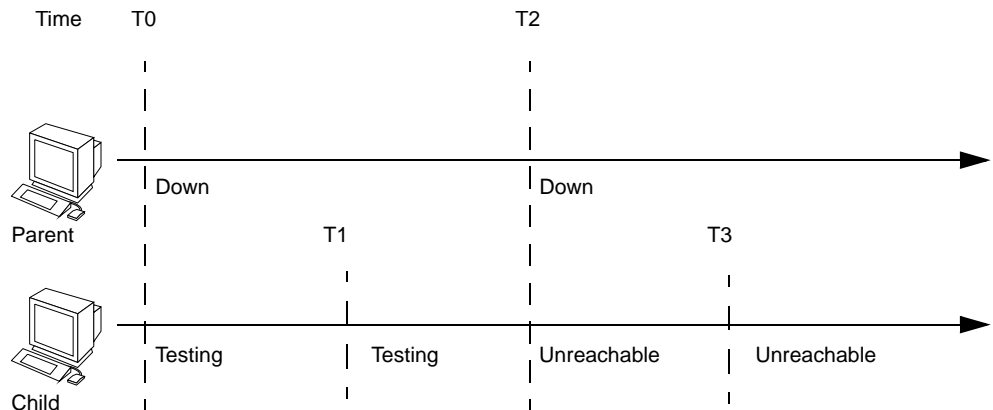 Time T0 T2
Down Down
Parent T1 T3
Testing Testing Unreachable Unreachable
Child